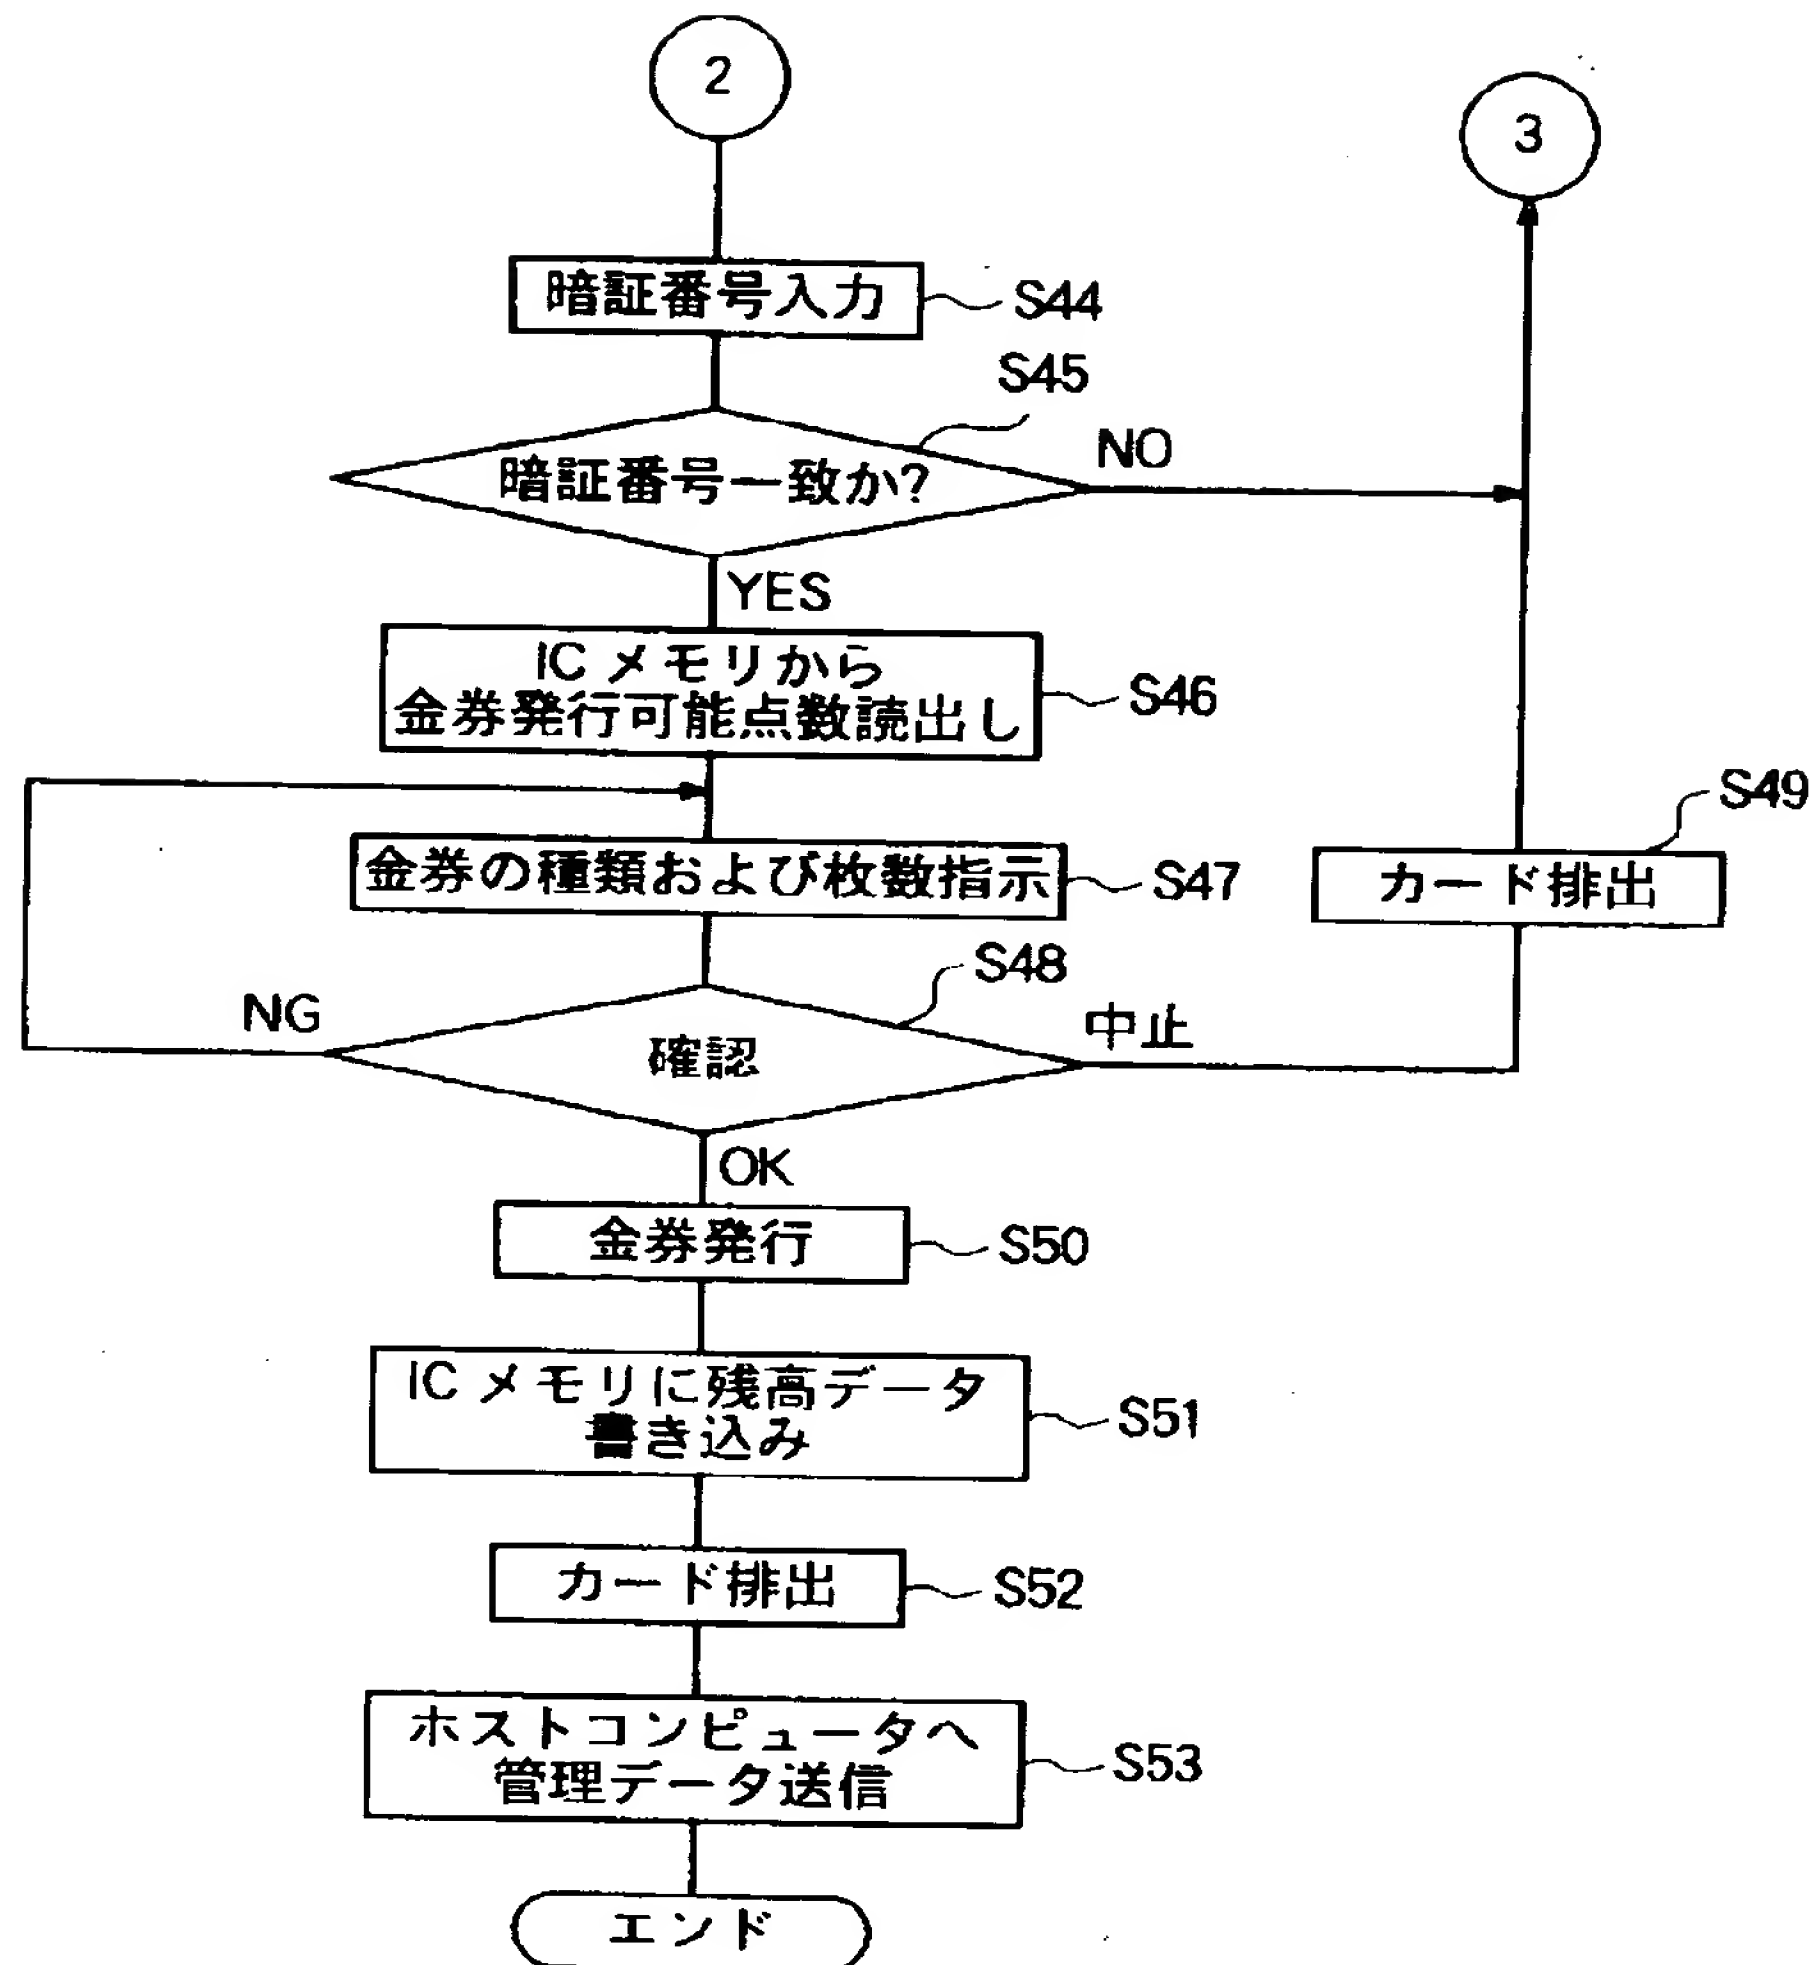 2
3
暗証番号入力
S44
S45
暗証番号一致か?
NO
YES
ICメモリから
金券発行可能点数読出し
S46
S49
金券の種類および枚数指示
S47
カード排出
S48
NG
確認
中止
OK
金券発行
S50
ICメモリに残高データ
書き込み
S51
カード排出
S52
ホストコンピュータへ
管理データ送信
S53
エンド